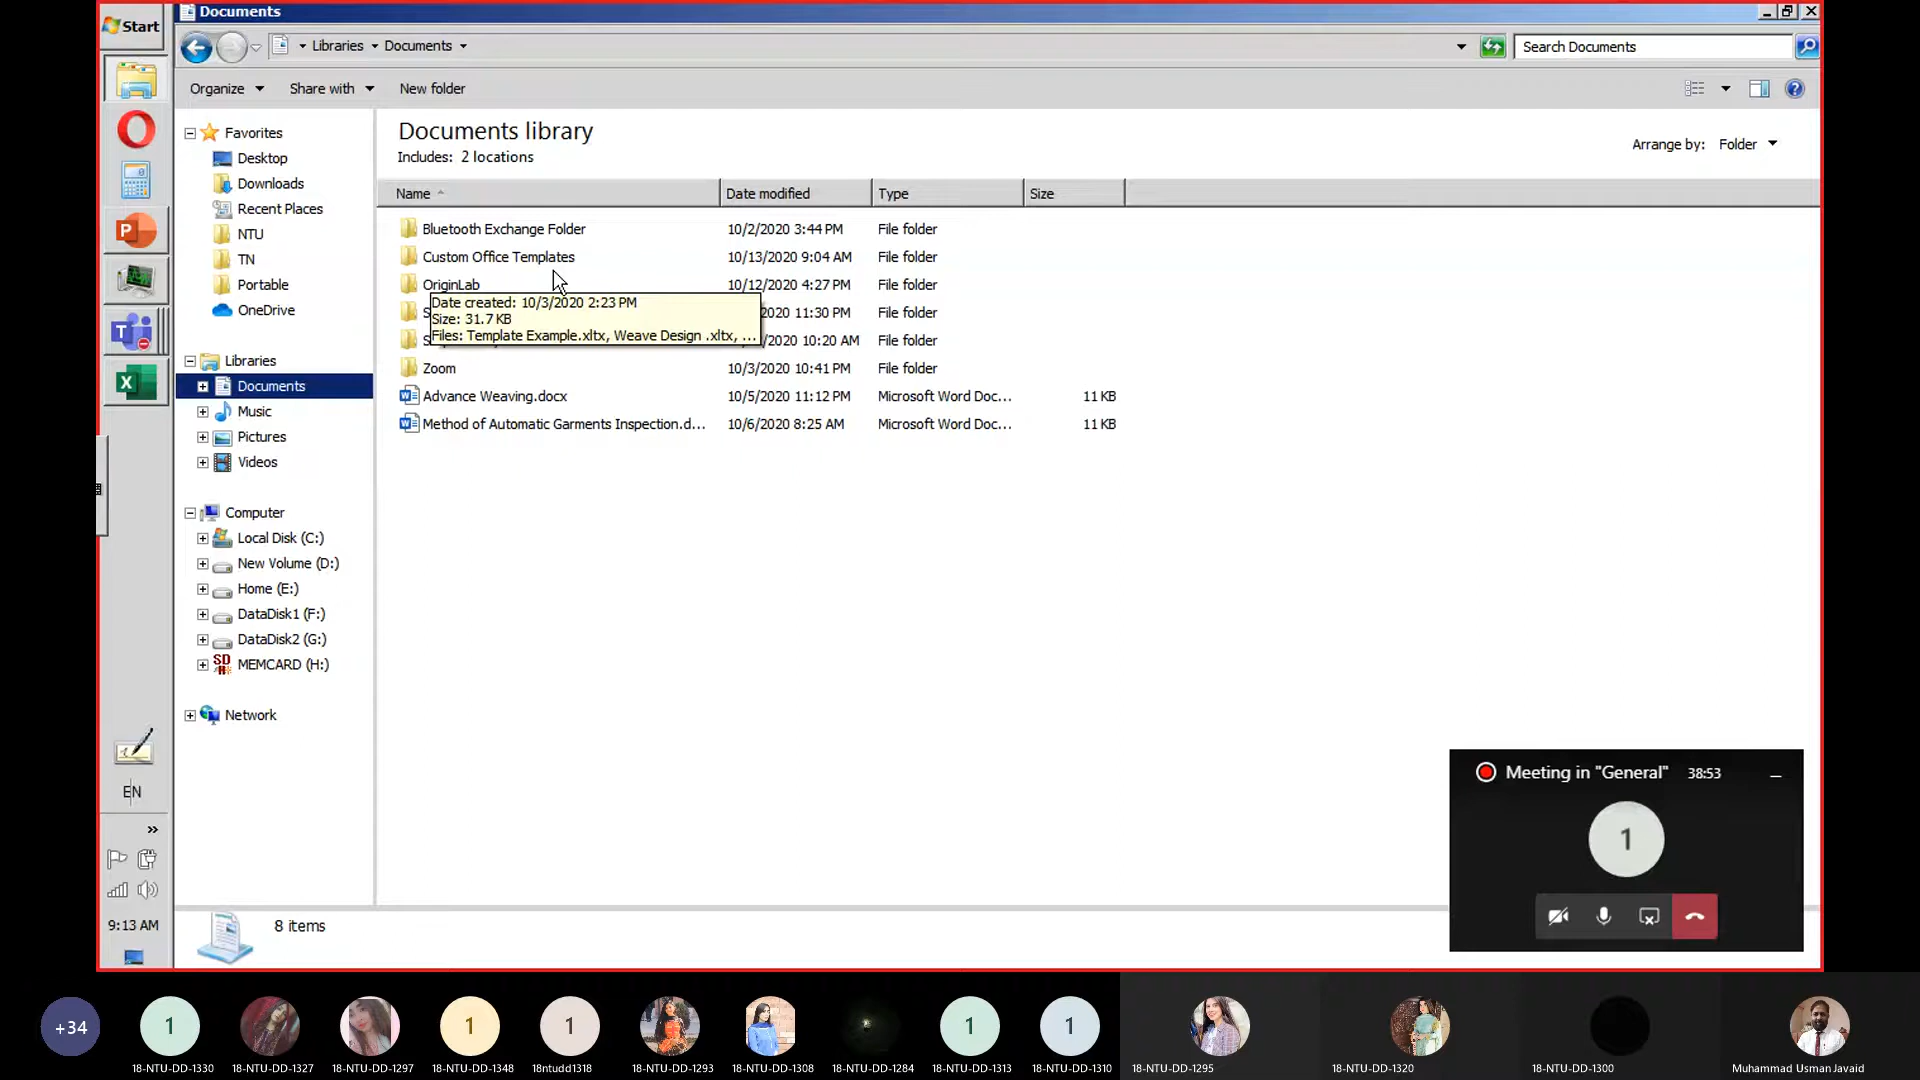 Start
Documents
Libraries
Documents
Search Documents
Organize
Share with
New folder
Favorites
Desktop
Downloads
Recent Places
NTU
TN
Portable
OneDrive
Libraries
Documents
Music
Pictures
Videos
Computer
Local Disk (C:)
New Volume (D:)
Home (E:)
DataDisk1 (F:)
DataDisk2 (G:)
MEMCARD (H:)
Network
Documents library
Includes: 2 locations
Arrange by: Folder
Name Date modified Type Size
Bluetooth Exchange Folder 10/2/2020 3:44 PM File folder
Custom Office Templates 10/13/2020 9:04 AM File folder
OriginLab 10/12/2020 4:27 PM File folder
2020 11:30 PM File folder
2020 10:20 AM File folder
Date created: 10/3/2020 2:23 PM
Size: 31.7 KB
Files: Template Example.xltx, Weave Design .xltx, ...
Zoom 10/3/2020 10:41 PM File folder
Advance Weaving.docx 10/5/2020 11:12 PM Microsoft Word Doc... 11 KB
Method of Automatic Garments Inspection.d... 10/6/2020 8:25 AM Microsoft Word Doc... 11 KB
EN
9:13 AM
8 items
Meeting in "General" 38:53
1
+34
1
1
1
1
1
18-NTU-DD-1330
18-NTU-DD-1327
18-NTU-DD-1297
18-NTU-DD-1348
18ntudd1318
18-NTU-DD-1293
18-NTU-DD-1308
18-NTU-DD-1284
18-NTU-DD-1313
18-NTU-DD-1310
18-NTU-DD-1295
18-NTU-DD-1320
18-NTU-DD-1300
Muhammad Usman Javaid